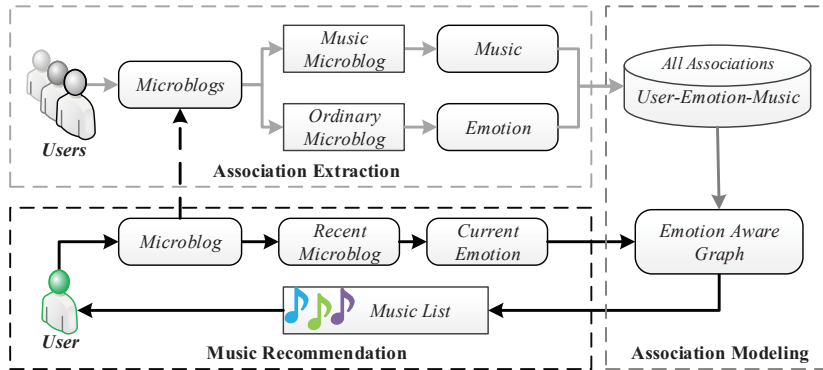 Users
Microblogs
Music
Microblog
Music
Ordinary
Microblog
Emotion
Association Extraction
All Associations
User-Emotion-Music
Microblog
Recent
Microblog
Current
Emotion
Emotion Aware
Graph
User
Music List
Music Recommendation
Association Modeling